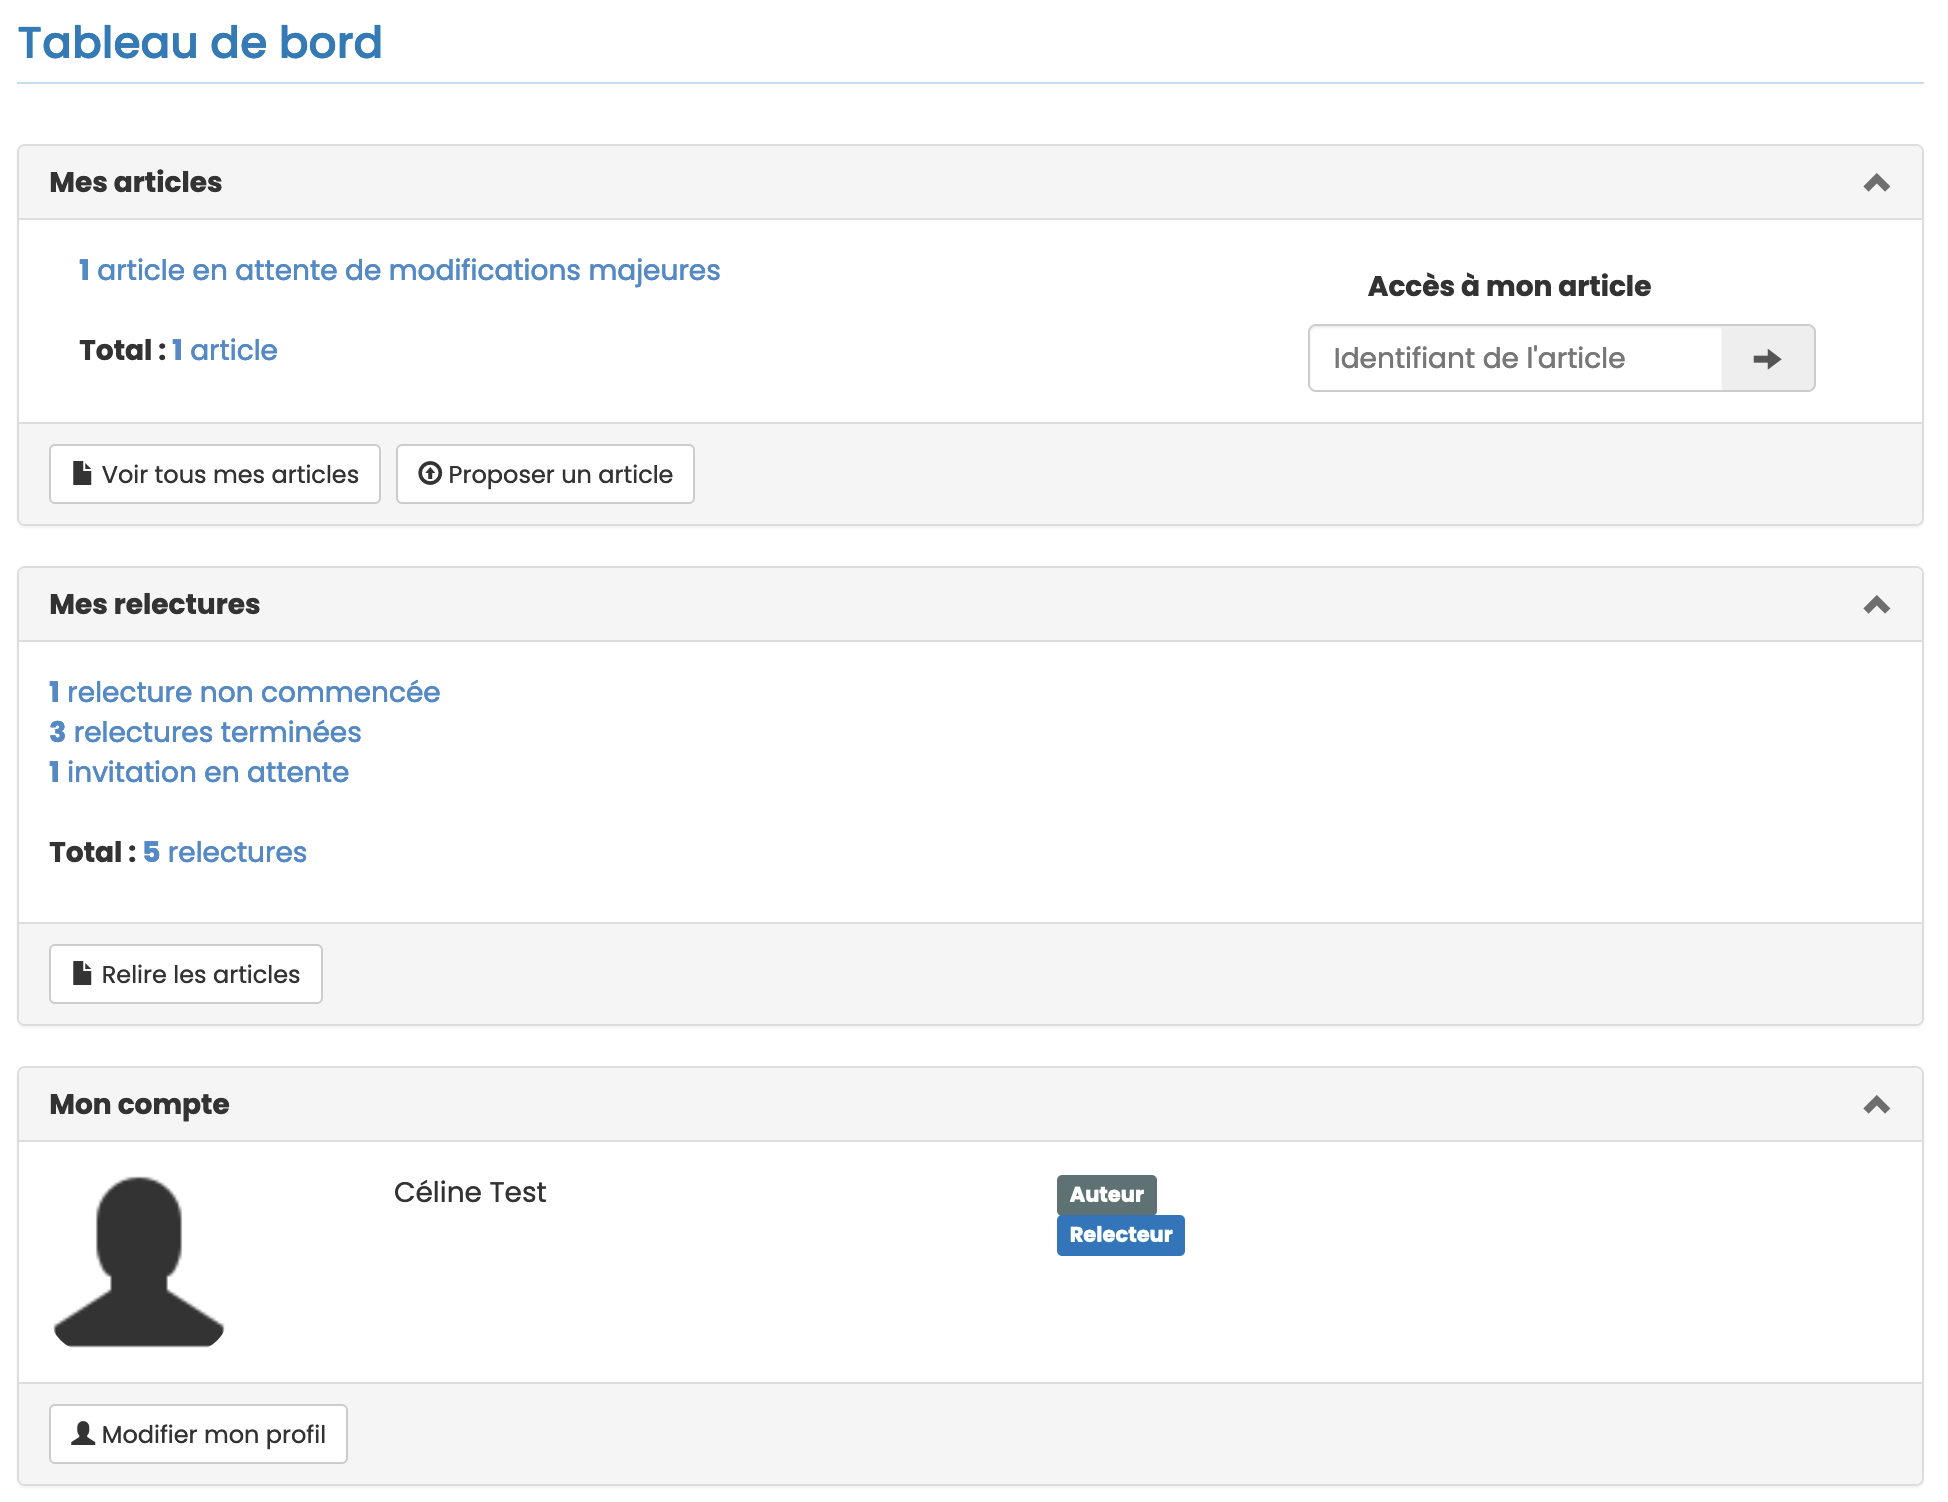 Tableau de bord
Mes articles
1 article en attente de modifications majeures
Total : 1 article
Accès à mon article
Identifiant de l'article
Voir tous mes articles
Proposer un article
Mes relectures
1 relecture non commencée
3 relectures terminées
1 invitation en attente
Total : 5 relectures
Relire les articles
Mon compte
Céline Test
Auteur
Relecteur
Modifier mon profil